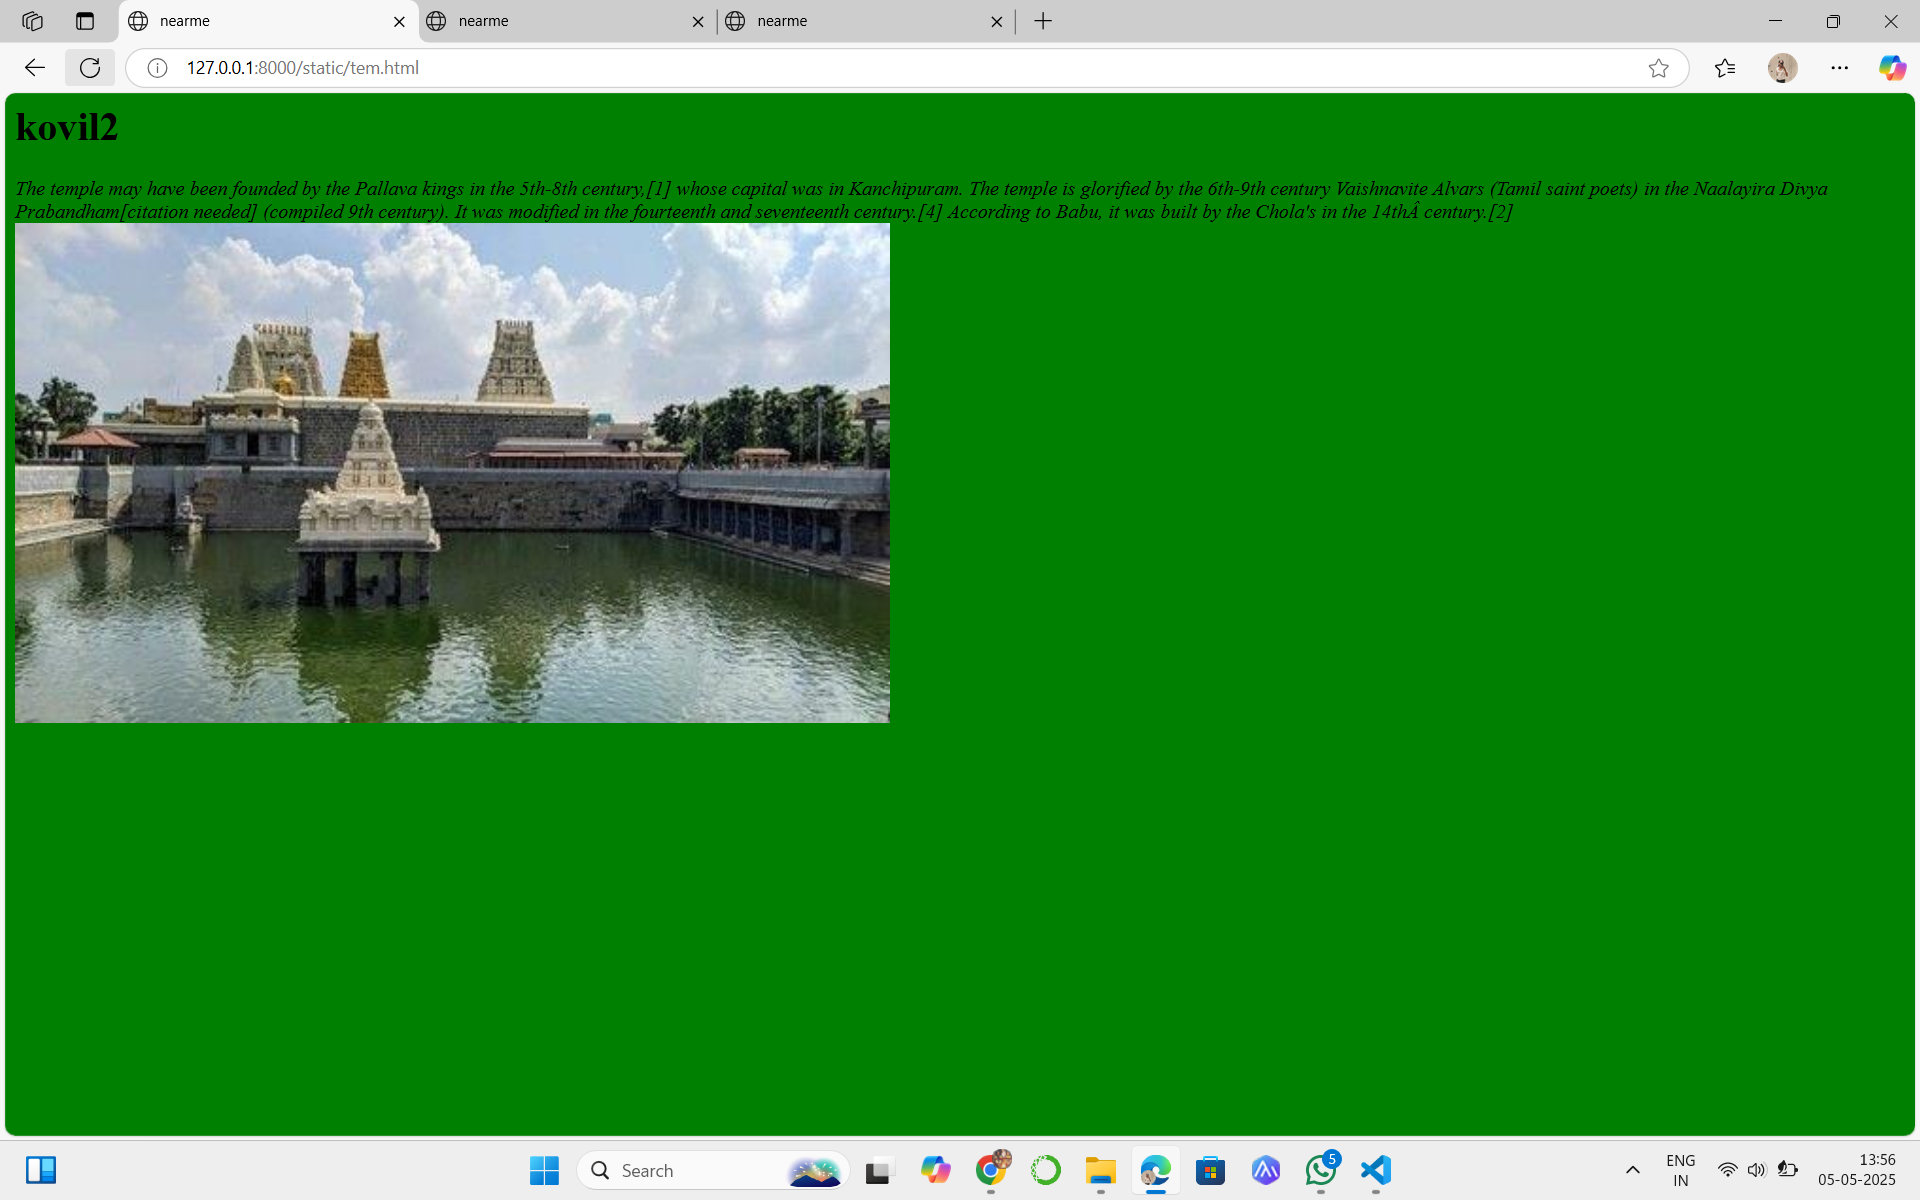 nearme
nearme
nearme
127.0.0.1:8000/static/tem.html
kovil2
The temple may have been founded by the Pallava kings in the 5th-8th century,[1] whose capital was in Kanchipuram. The temple is glorified by the 6th-9th century Vaishnavite Alvars (Tamil saint poets) in the Naalayira Divya
Prabandham[citation needed] (compiled 9th century). It was modified in the fourteenth and seventeenth century.[4] According to Babu, it was built by the Chola's in the 14thÂ century.[2]
Search
5
ENG
IN
13:56
05-05-2025